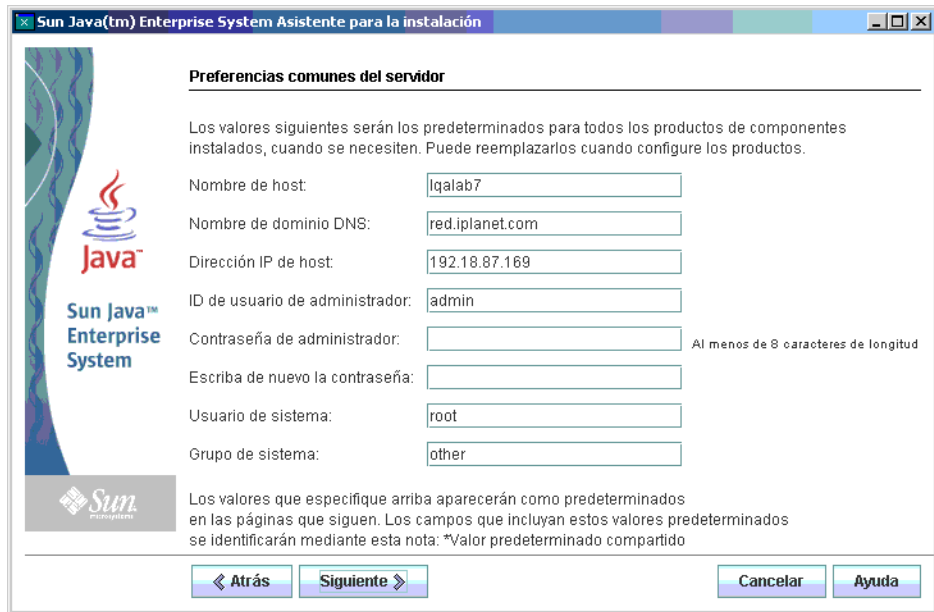 Sun Java(tm) Enterprise System Asistente para la instalación
Preferencias comunes del servidor
Los valores siguientes serán los predeterminados para todos los productos de componentes
instalados, cuando se necesiten. Puede reemplazarlos cuando configure los productos.
Nombre de host: lqalab7
Nombre de dominio DNS: red.iplanet.com
Dirección IP de host: 192.18.87.169
ID de usuario de administrador: admin
Contraseña de administrador: Al menos de 8 caracteres de longitud
Escriba de nuevo la contraseña:
Usuario de sistema: root
Grupo de sistema: other
Java™
Sun Java™
Enterprise
System
Sun
microsystems
Los valores que especifique arriba aparecerán como predeterminados
en las páginas que siguen. Los campos que incluyan estos valores predeterminados
se identificarán mediante esta nota: *Valor predeterminado compartido
Atrás Siguiente Cancelar Ayuda